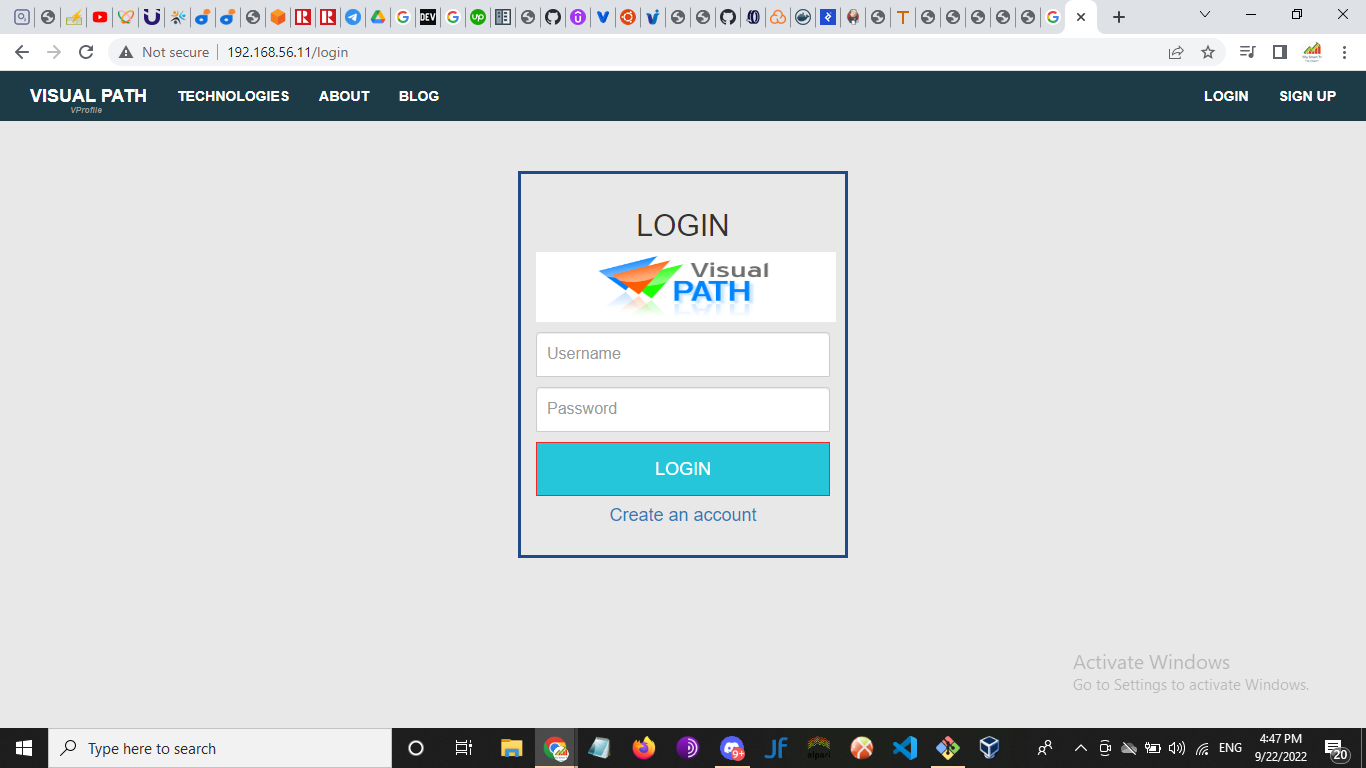 Not secure 192.168.56.11/login
VISUAL PATH TECHNOLOGIES ABOUT BLOG LOGIN SIGN UP
VProfile
LOGIN
Visual
PATH
Username
Password
LOGIN
Create an account
Activate Windows
Go to Settings to activate Windows.
Type here to search
ENG
4:47 PM
9/22/2022
20